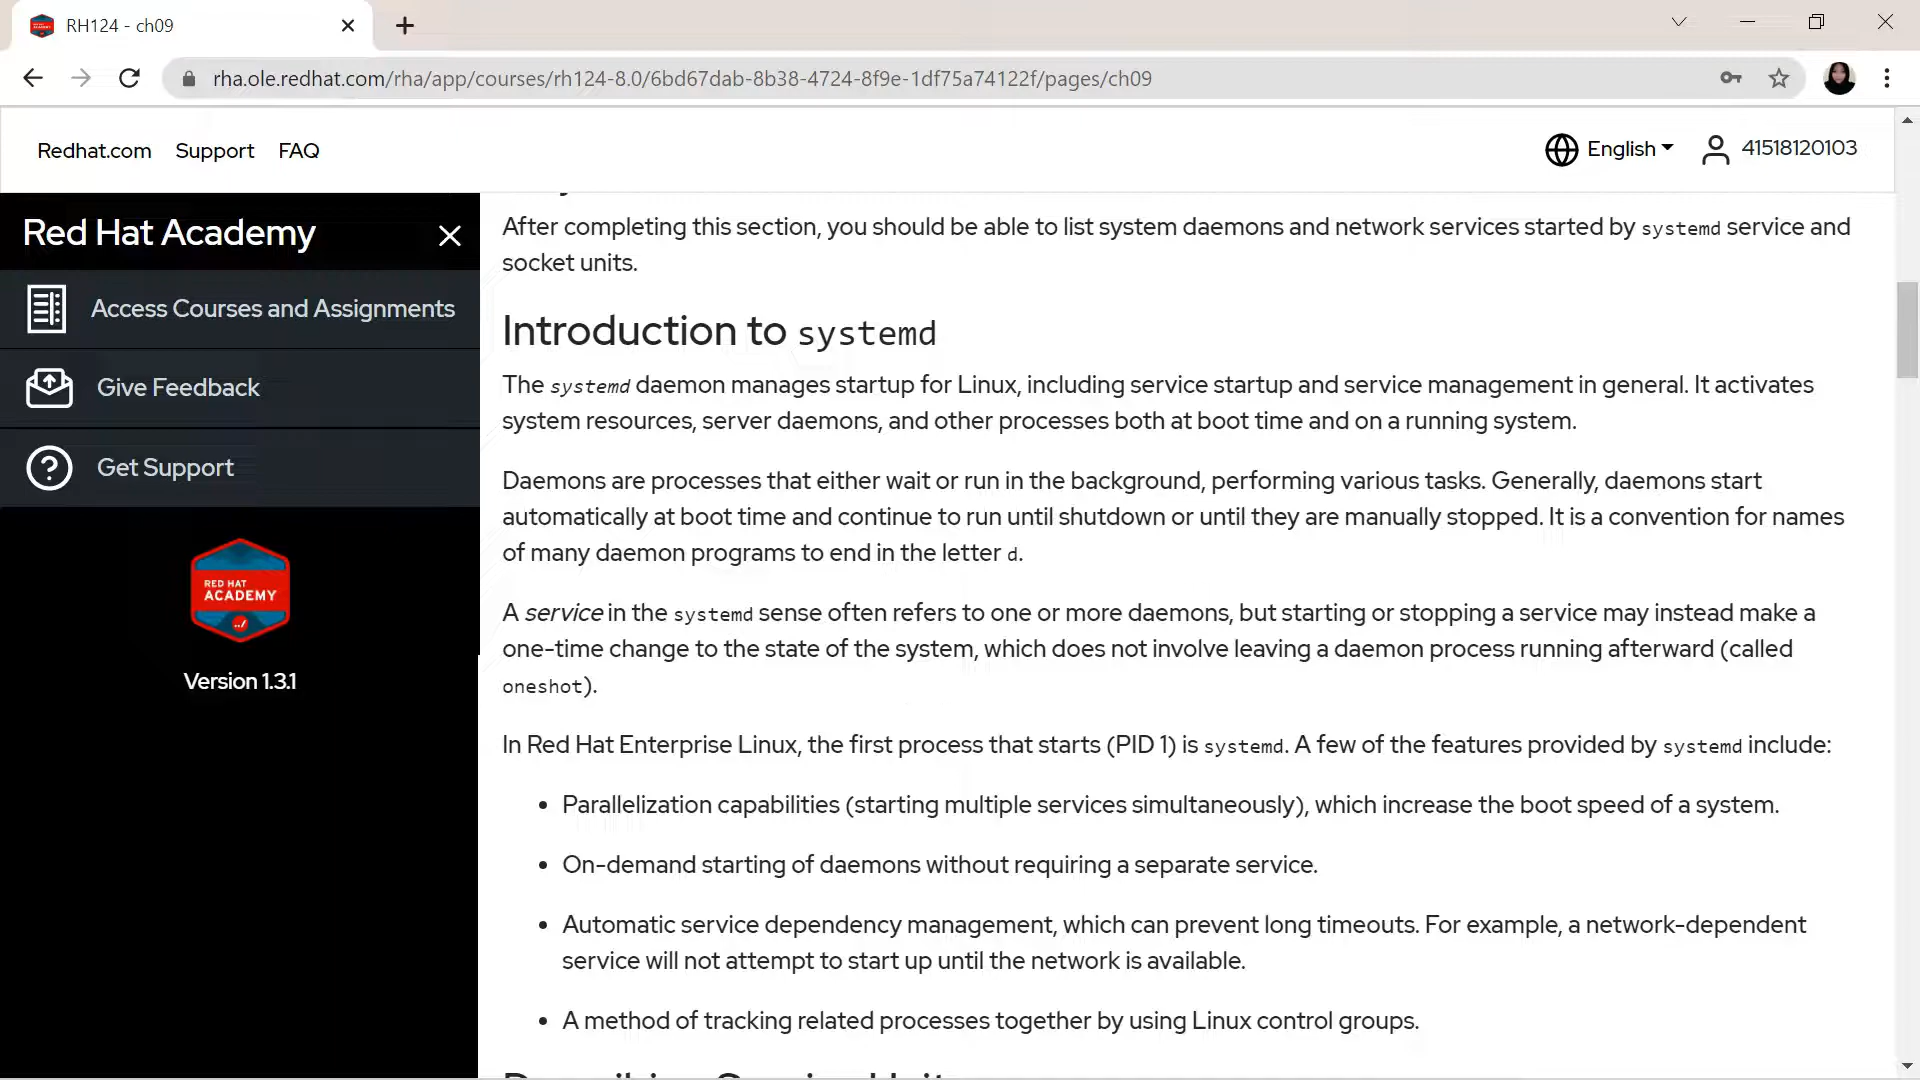 RH124 - ch09
rha.ole.redhat.com/rha/app/courses/rh124-8.0/6bd67dab-8b38-4724-8f9e-1df75a74122f/pages/ch09
Redhat.com Support FAQ
English 41518120103
Red Hat Academy
Access Courses and Assignments
Give Feedback
Get Support
RED HAT
ACADEMY
Version 1.3.1
After completing this section, you should be able to list system daemons and network services started by systemd service and
socket units.
Introduction to systemd
The systemd daemon manages startup for Linux, including service startup and service management in general. It activates
system resources, server daemons, and other processes both at boot time and on a running system.
Daemons are processes that either wait or run in the background, performing various tasks. Generally, daemons start
automatically at boot time and continue to run until shutdown or until they are manually stopped. It is a convention for names
of many daemon programs to end in the letter d.
A service in the systemd sense often refers to one or more daemons, but starting or stopping a service may instead make a
one-time change to the state of the system, which does not involve leaving a daemon process running afterward (called
oneshot).
In Red Hat Enterprise Linux, the first process that starts (PID 1) is systemd. A few of the features provided by systemd include:
• Parallelization capabilities (starting multiple services simultaneously), which increase the boot speed of a system.
• On-demand starting of daemons without requiring a separate service.
• Automatic service dependency management, which can prevent long timeouts. For example, a network-dependent
service will not attempt to start up until the network is available.
• A method of tracking related processes together by using Linux control groups.